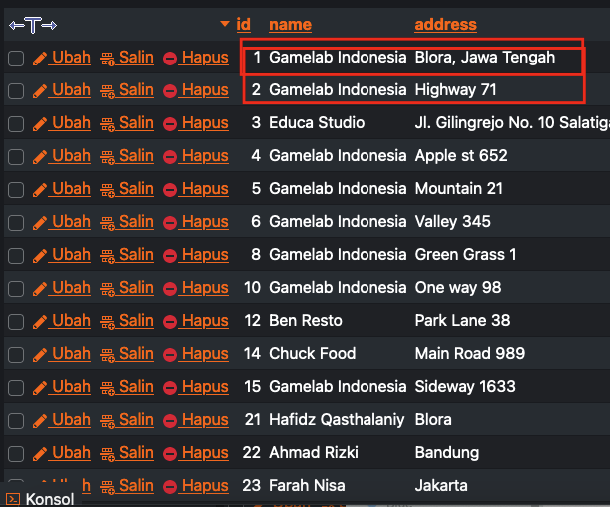 ←T→ id name address
Ubah Salin Hapus 1 Gamelab Indonesia Blora, Jawa Tengah
Ubah Salin Hapus 2 Gamelab Indonesia Highway 71
Ubah Salin Hapus 3 Educa Studio Jl. Gilingrejo No. 10 Salatiga
Ubah Salin Hapus 4 Gamelab Indonesia Apple st 652
Ubah Salin Hapus 5 Gamelab Indonesia Mountain 21
Ubah Salin Hapus 6 Gamelab Indonesia Valley 345
Ubah Salin Hapus 8 Gamelab Indonesia Green Grass 1
Ubah Salin Hapus 10 Gamelab Indonesia One way 98
Ubah Salin Hapus 12 Ben Resto Park Lane 38
Ubah Salin Hapus 14 Chuck Food Main Road 989
Ubah Salin Hapus 15 Gamelab Indonesia Sideway 1633
Ubah Salin Hapus 21 Hafidz Qasthalaniy Blora
Ubah Salin Hapus 22 Ahmad Rizki Bandung
Salin Hapus 23 Farah Nisa Jakarta
Konsol